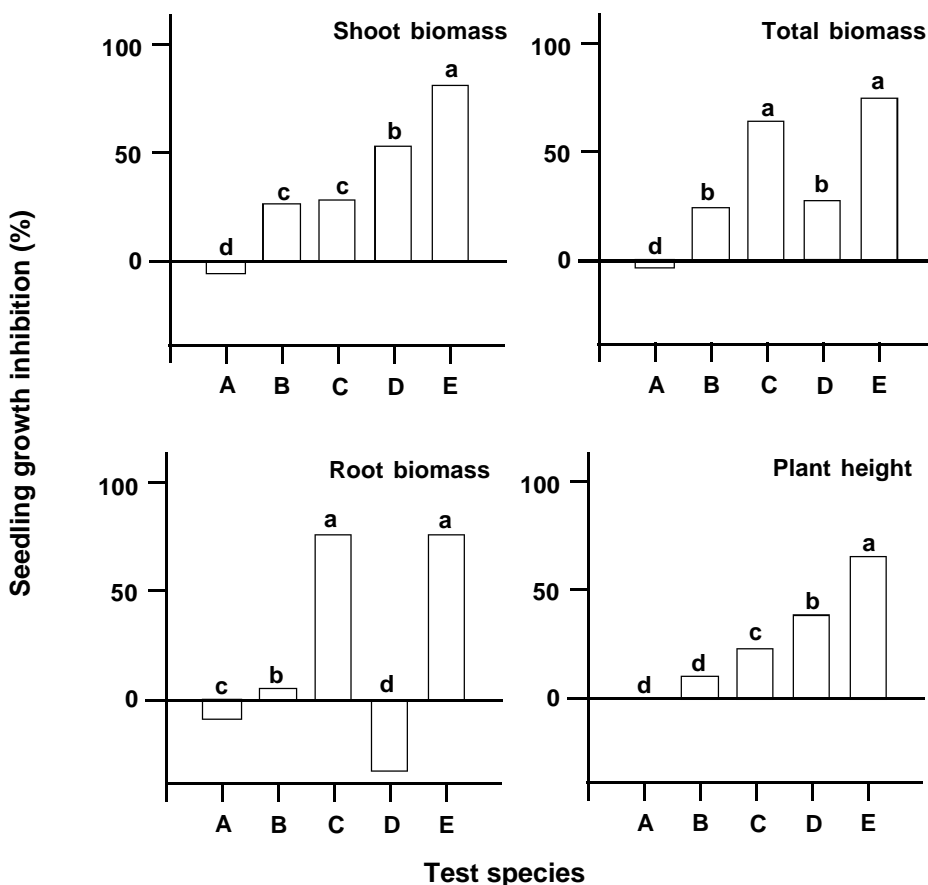 Shoot biomass
100
50
0
d
c
c
b
a
A B C D E
Total biomass
100
50
0
d
b
a
b
a
A B C D E
Seedling growth inhibition (%)
Root biomass
100
50
0
c
b
a
d
a
A B C D E
Plant height
100
50
0
d
d
c
b
a
A B C D E
Test species